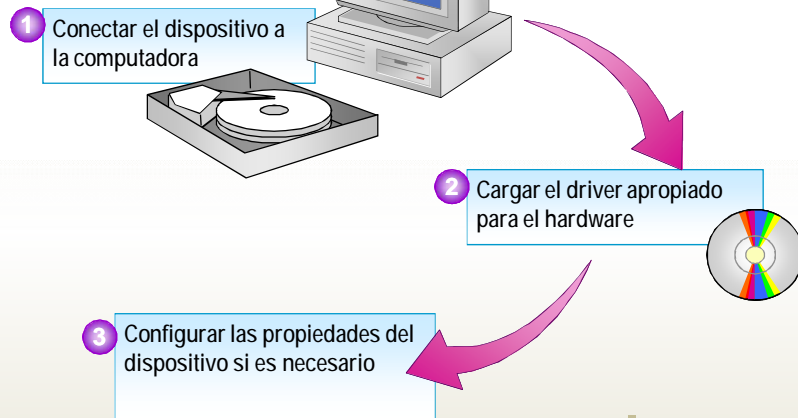 1 Conectar el dispositivo a
la computadora
2 Cargar el driver apropiado
para el hardware
3 Configurar las propiedades del
dispositivo si es necesario